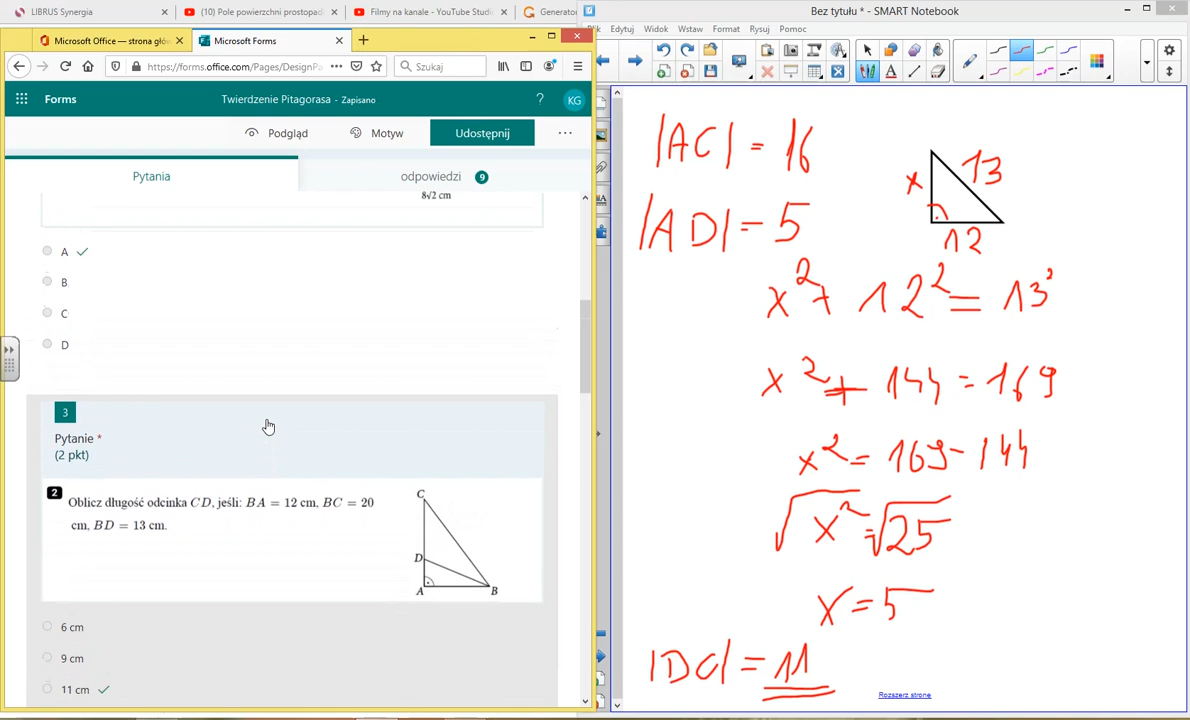 LIBRUS Synergia
(10) Pole powierzchni prostopad
Filmy na kanale - YouTube Studi
Generator
Bez tytułu * - SMART Notebook
Microsoft Office — strona głów
Microsoft Forms
Plik Edytuj Widok Wstaw Format Rysuj Pomoc
https://forms.office.com/Pages/DesignPa
Szukaj
Forms
Twierdzenie Pitagorasa - Zapisano
?
KG
Podgląd
Motyw
Udostępnij
Pytania
odpowiedzi 9
8√2 cm
A
B
C
D
3
Pytanie *
(2 pkt)
2 Oblicz długość odcinka CD, jeśli: BA = 12 cm, BC = 20
cm, BD = 13 cm.
C
D
A
B
6 cm
9 cm
11 cm
|AC| = 16
|AD| = 5
x
13
12
x² + 12² = 13²
x² + 144 = 169
x² = 169 - 144
√x² = √25
x = 5
|DC| = 11
Rozszerz stronę